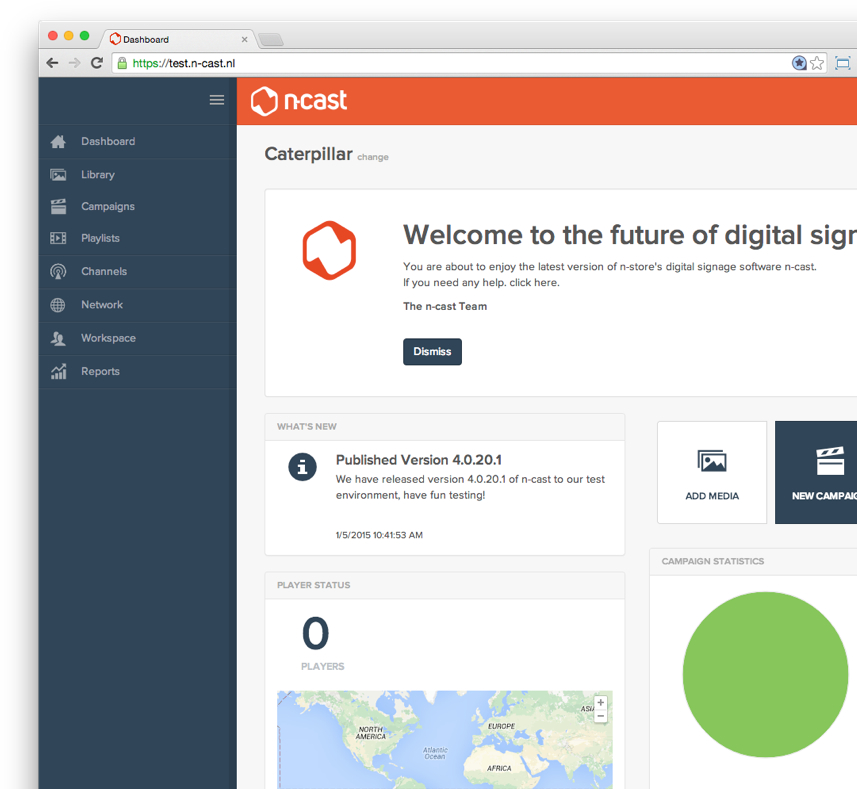 Dashboard
https://test.n-cast.nl
n-cast
Dashboard
Library
Campaigns
Playlists
Channels
Network
Workspace
Reports
Caterpillar change
Welcome to the future of digital sign
You are about to enjoy the latest version of n-store's digital signage software n-cast.
If you need any help. click here.
The n-cast Team
Dismiss
WHAT'S NEW
Published Version 4.0.20.1
We have released version 4.0.20.1 of n-cast to our test
environment, have fun testing!
1/5/2015 10:41:53 AM
ADD MEDIA
NEW CAMPAIG
PLAYER STATUS
0
PLAYERS
NORTH
AMERICA
Atlantic
Ocean
EUROPE
AFRICA
ASIA
+
−
CAMPAIGN STATISTICS